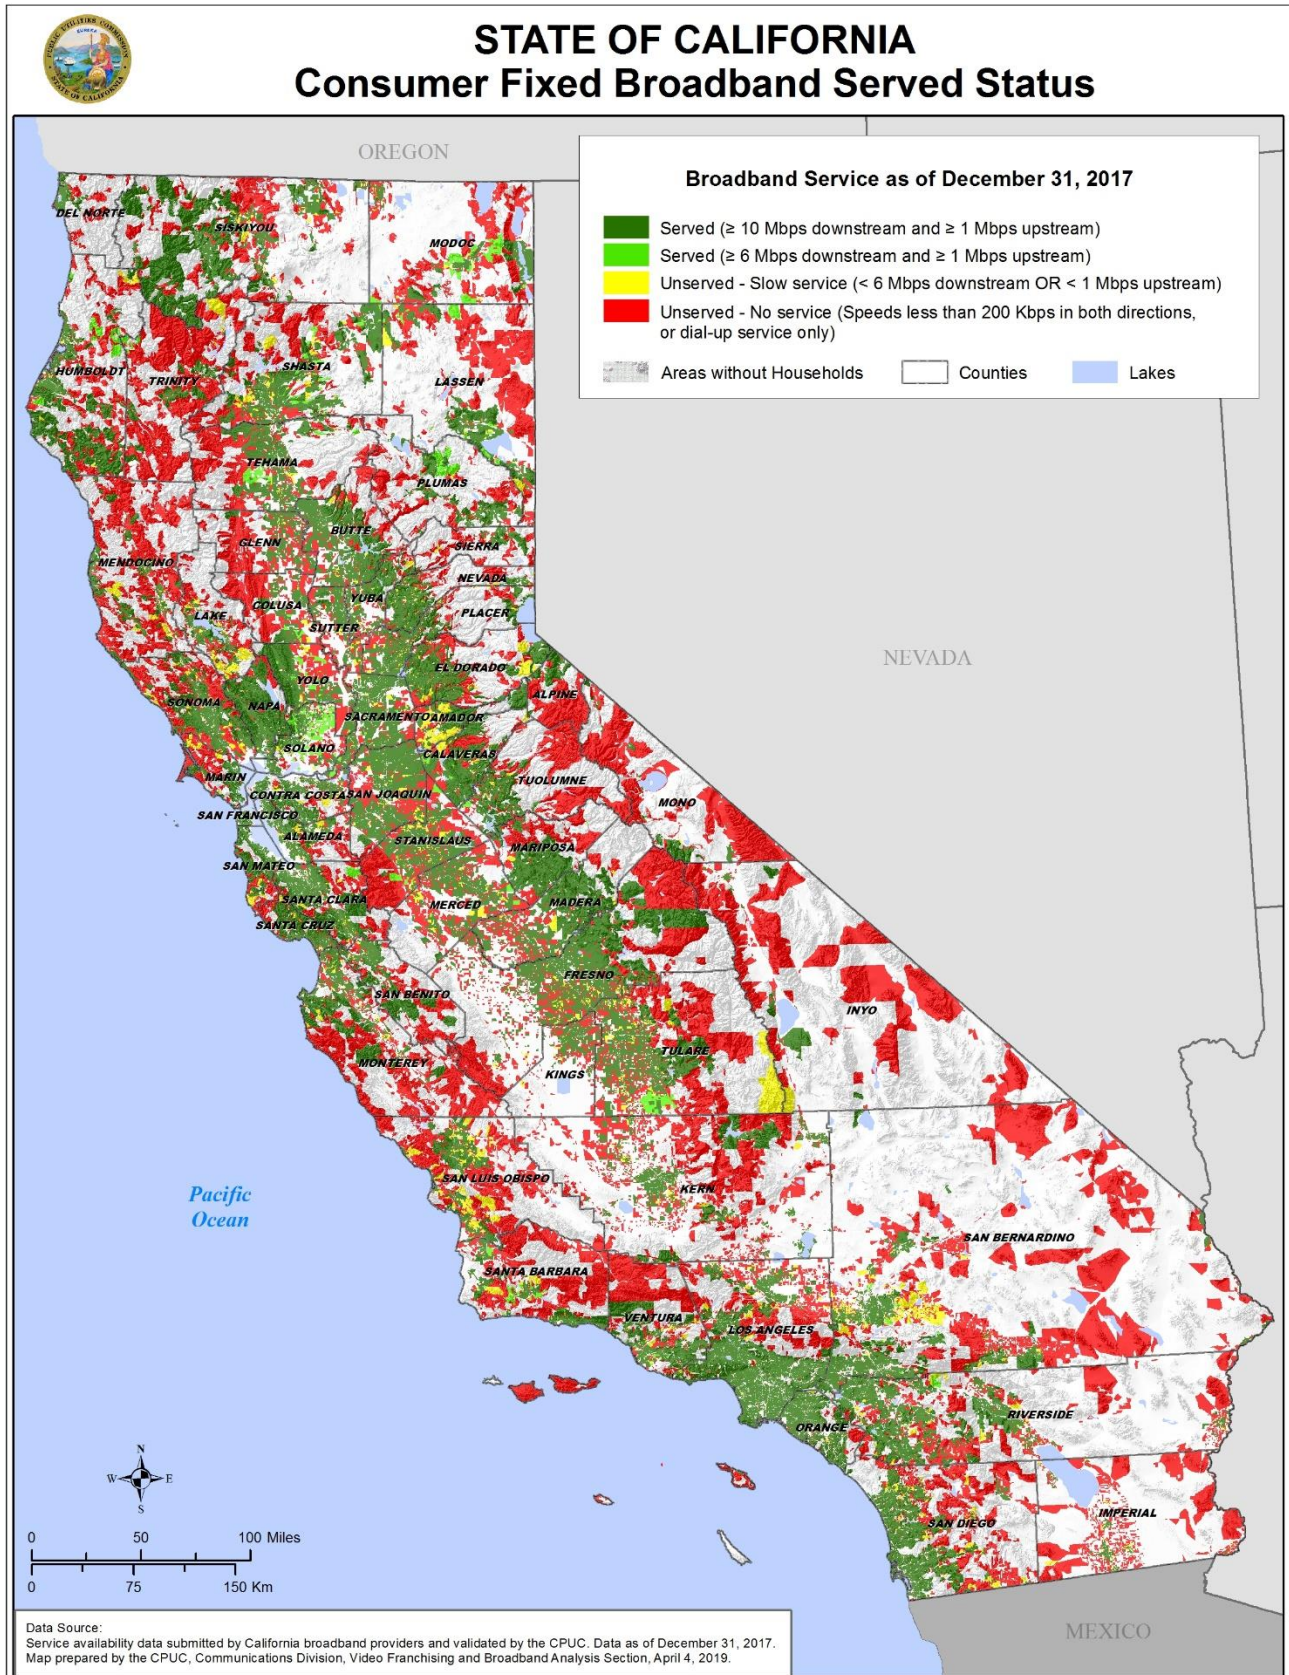 STATE OF CALIFORNIA
Consumer Fixed Broadband Served Status
PUBLIC UTILITIES COMMISSION
STATE OF CALIFORNIA
EUREKA
OREGON
Broadband Service as of December 31, 2017
Served (≥ 10 Mbps downstream and ≥ 1 Mbps upstream)
Served (≥ 6 Mbps downstream and ≥ 1 Mbps upstream)
Unserved - Slow service (< 6 Mbps downstream OR < 1 Mbps upstream)
Unserved - No service (Speeds less than 200 Kbps in both directions,
or dial-up service only)
Areas without Households
Counties
Lakes
DEL NORTE
SISKIYOU
MODOC
HUMBOLDT
TRINITY
SHASTA
LASSEN
TEHAMA
PLUMAS
BUTTE
GLENN
SIERRA
MENDOCINO
NEVADA
YUBA
COLUSA
LAKE
PLACER
SUTTER
NEVADA
EL DORADO
YOLO
ALPINE
SONOMA
NAPA
SACRAMENTO
AMADOR
SOLANO
CALAVERAS
MARIN
TUOLUMNE
CONTRA COSTA
SAN JOAQUIN
MONO
SAN FRANCISCO
ALAMEDA
STANISLAUS
MARIPOSA
SAN MATEO
SANTA CLARA
MERCED
MADERA
SANTA CRUZ
FRESNO
SAN BENITO
INYO
TULARE
MONTEREY
KINGS
SAN LUIS OBISPO
KERN
Pacific
Ocean
SAN BERNARDINO
SANTA BARBARA
VENTURA
LOS ANGELES
RIVERSIDE
ORANGE
IMPERIAL
SAN DIEGO
N
W
E
S
0 50 100 Miles
0 75 150 Km
MEXICO
Data Source:
Service availability data submitted by California broadband providers and validated by the CPUC. Data as of December 31, 2017.
Map prepared by the CPUC, Communications Division, Video Franchising and Broadband Analysis Section, April 4, 2019.